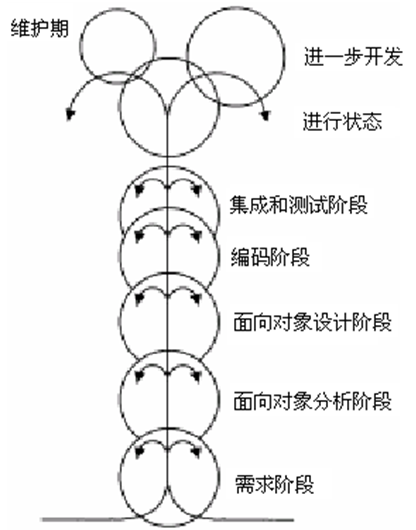 维护期
进一步开发
进行状态
集成和测试阶段
编码阶段
面向对象设计阶段
面向对象分析阶段
需求阶段